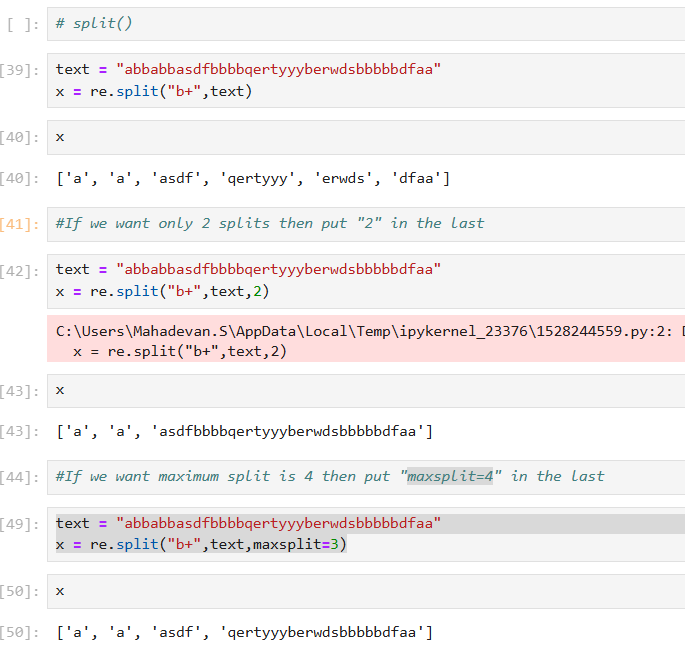 [ ]: # split()
[39]: text = "abbabbasdfbbbbqertyyyberwdsbbbbbdfaa"
x = re.split("b+",text)
[40]: x
[40]: ['a', 'a', 'asdf', 'qertyyy', 'erwds', 'dfaa']
[41]: #If we want only 2 splits then put "2" in the last
[42]: text = "abbabbasdfbbbbqertyyyberwdsbbbbbdfaa"
x = re.split("b+",text,2)
C:\Users\Mahadevan.S\AppData\Local\Temp\ipykernel_23376\1528244559.py:2:
x = re.split("b+",text,2)
[43]: x
[43]: ['a', 'a', 'asdfbbbbqertyyyberwdsbbbbbdfaa']
[44]: #If we want maximum split is 4 then put "maxsplit=4" in the last
[49]: text = "abbabbasdfbbbbqertyyyberwdsbbbbbdfaa"
x = re.split("b+",text,maxsplit=3)
[50]: x
[50]: ['a', 'a', 'asdf', 'qertyyyberwdsbbbbbdfaa']